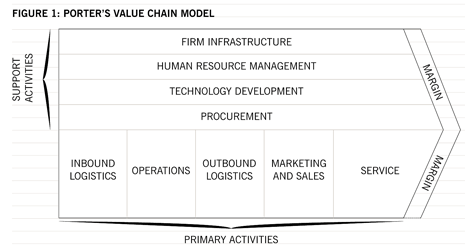 FIGURE 1: PORTER'S VALUE CHAIN MODEL
SUPPORT
ACTIVITIES
FIRM INFRASTRUCTURE
HUMAN RESOURCE MANAGEMENT
TECHNOLOGY DEVELOPMENT
PROCUREMENT
MARGIN
INBOUND
LOGISTICS
OPERATIONS
OUTBOUND
LOGISTICS
MARKETING
AND SALES
SERVICE
MARGIN
PRIMARY ACTIVITIES